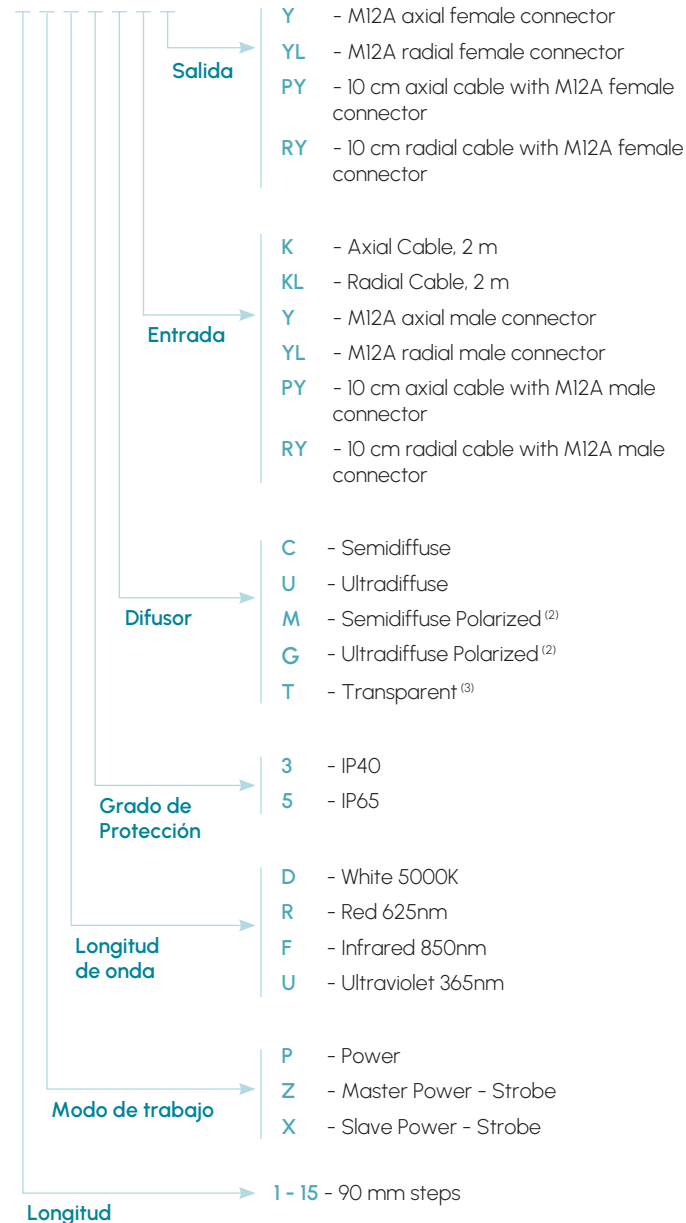 Salida
Y - M12A axial female connector
YL - M12A radial female connector
PY - 10 cm axial cable with M12A female
connector
RY - 10 cm radial cable with M12A female
connector
Entrada
K - Axial Cable, 2 m
KL - Radial Cable, 2 m
Y - M12A axial male connector
YL - M12A radial male connector
PY - 10 cm axial cable with M12A male
connector
RY - 10 cm radial cable with M12A male
connector
Difusor
C - Semidiffuse
U - Ultradiffuse
M - Semidiffuse Polarized (2)
G - Ultradiffuse Polarized (2)
T - Transparent (3)
Grado de
Protección
3 - IP40
5 - IP65
Longitud
de onda
D - White 5000K
R - Red 625nm
F - Infrared 850nm
U - Ultraviolet 365nm
Modo de trabajo
P - Power
Z - Master Power - Strobe
X - Slave Power - Strobe
Longitud
1 - 15 - 90 mm steps